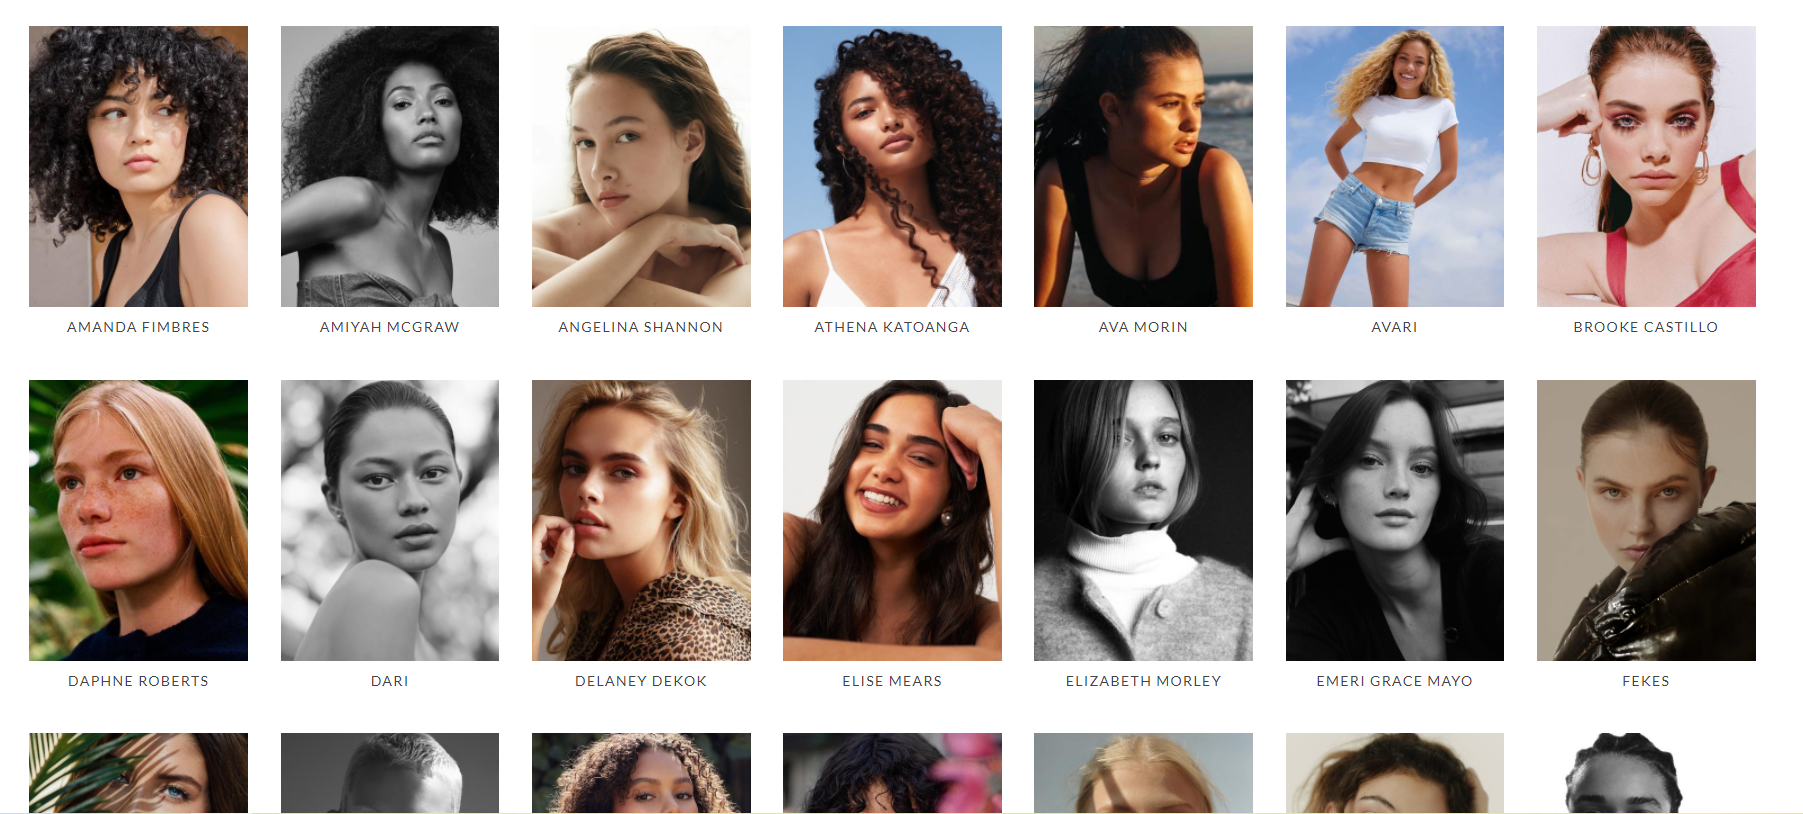 AMANDA FIMBRES
AMIYAH MCGRAW
ANGELINA SHANNON
ATHENA KATOANGA
AVA MORIN
AVARI
BROOKE CASTILLO
DAPHNE ROBERTS
DARI
DELANEY DEKOK
ELISE MEARS
ELIZABETH MORLEY
EMERI GRACE MAYO
FEKES